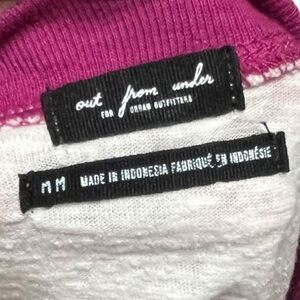 out from under
FOR URBAN OUTFITTERS
M M MADE IN INDONESIA FABRIQUÉ EN INDONÉSIE